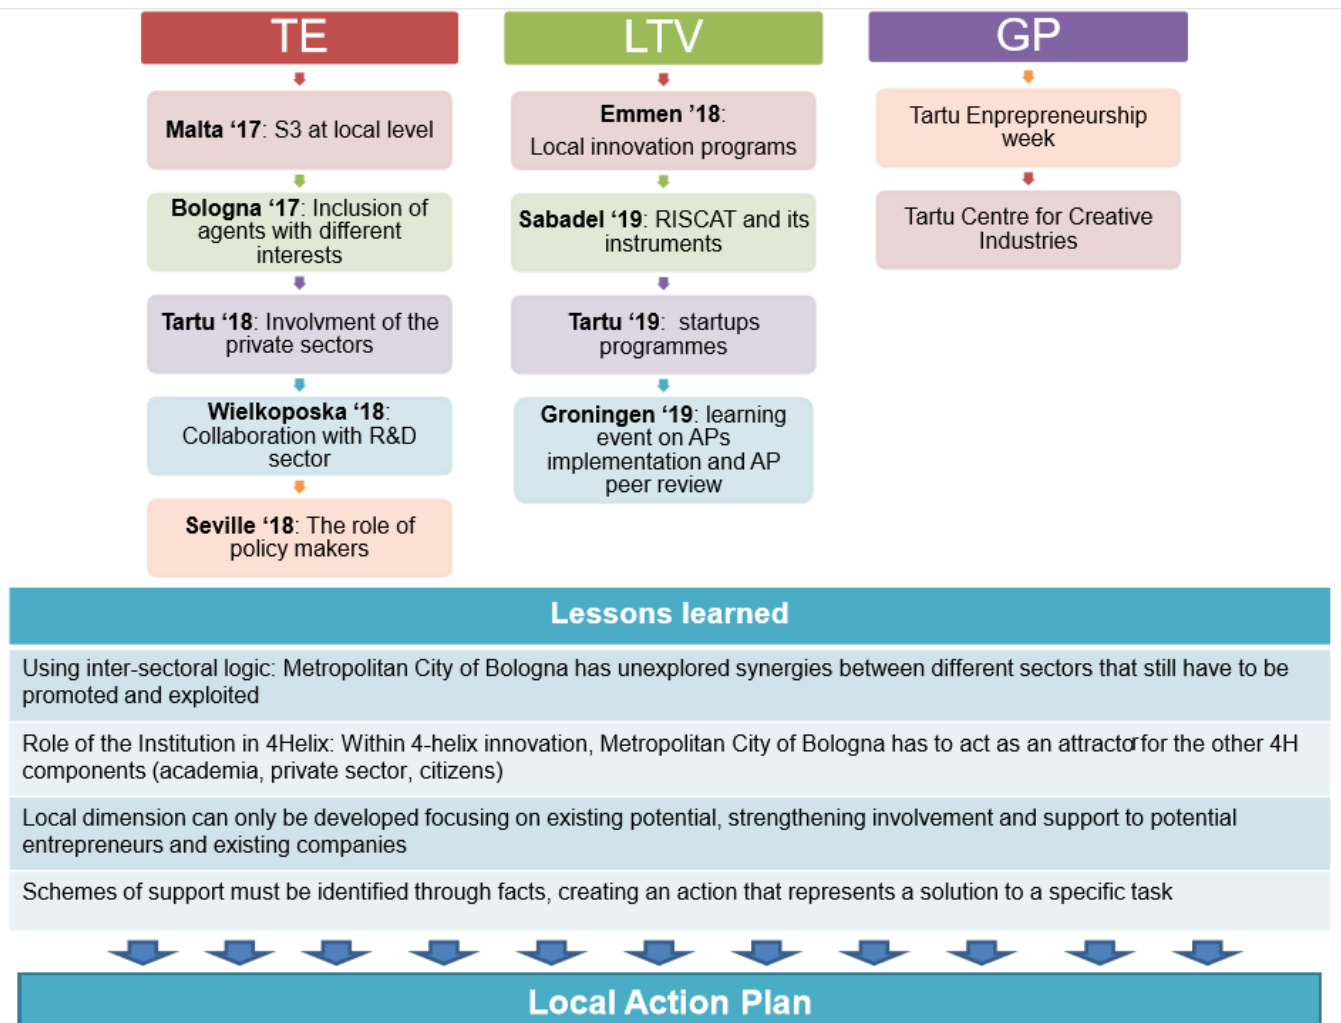 TE
Malta ‘17: S3 at local level
Bologna ‘17: Inclusion of
agents with different
interests
Tartu ‘18: Involvment of the
private sectors
Wielkoposka ‘18:
Collaboration with R&D
sector
Seville ‘18: The role of
policy makers
LTV
Emmen ’18:
Local innovation programs
Sabadel ‘19: RISCAT and its
instruments
Tartu ‘19: startups
programmes
Groningen ‘19: learning
event on APs
implementation and AP
peer review
GP
Tartu Enprepreneurship
week
Tartu Centre for Creative
Industries
Lessons learned
Using inter-sectoral logic: Metropolitan City of Bologna has unexplored synergies between different sectors that still have to be
promoted and exploited
Role of the Institution in 4Helix: Within 4-helix innovation, Metropolitan City of Bologna has to act as an attractor for the other 4H
components (academia, private sector, citizens)
Local dimension can only be developed focusing on existing potential, strengthening involvement and support to potential
entrepreneurs and existing companies
Schemes of support must be identified through facts, creating an action that represents a solution to a specific task
Local Action Plan